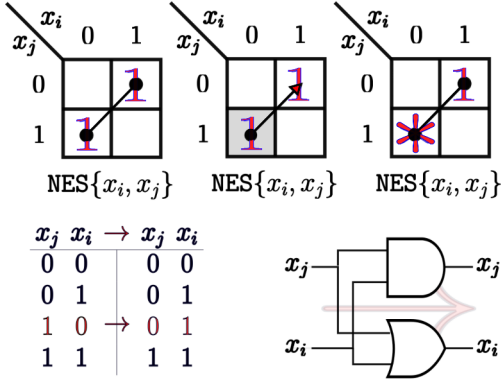 x_i x_i x_i
x_j 0 1 x_j 0 1 x_j 0 1
0 1 0 1 0 1
1 1 1 1 1 *
NES{x_i, x_j} NES{x_i, x_j} NES{x_i, x_j}
x_j x_i → x_j x_i
0 0 0 0
0 1 0 1
1 0 → 0 1
1 1 1 1
x_j x_j
x_i x_i